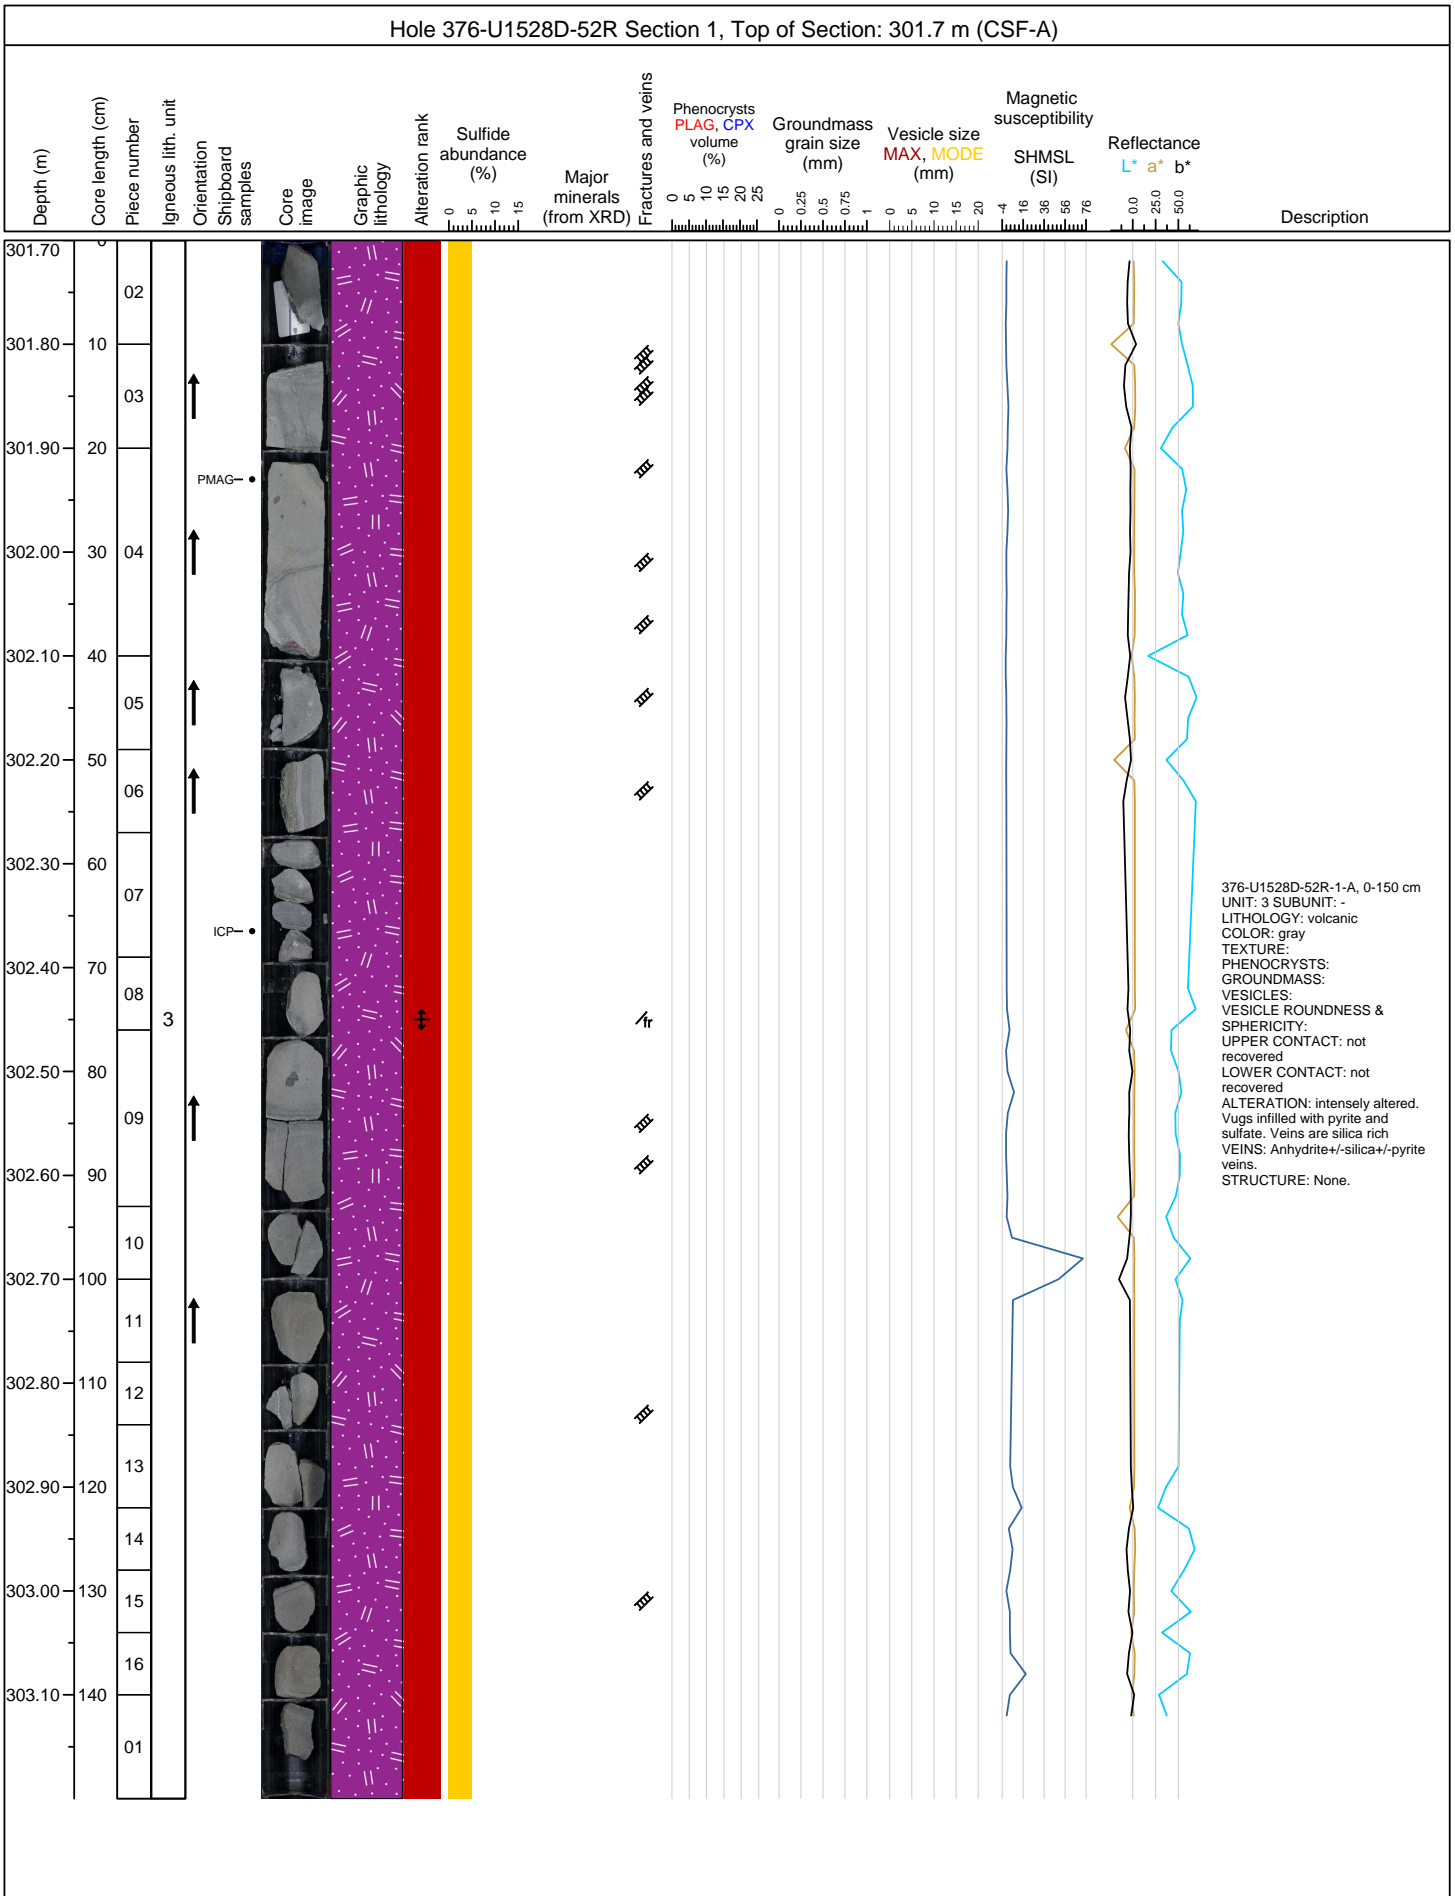 Hole 376-U1528D-52R Section 1, Top of Section: 301.7 m (CSF-A)
Depth (m)
Core length (cm)
Piece number
Igneous lith. unit
Orientation
Shipboard
samples
Core
image
Graphic
lithology
Alteration rank
Sulfide
abundance
(%)
0 5 10 15
Major
minerals
(from XRD)
Fractures and veins
Phenocrysts
PLAG, CPX
volume
(%)
0 5 10 15 20 25
Groundmass
grain size
(mm)
0 0.25 0.5 0.75 1
Vesicle size
MAX, MODE
(mm)
0 5 10 15 20
Magnetic
susceptibility
SHMSL
(SI)
-4 16 36 56 76
Reflectance
L* a* b*
0.0 25.0 50.0
Description
301.70 0
02
301.80 10
03
301.90 20
PMAG
302.00 30 04
302.10 40
05
302.20 50
06
302.30 60
07
ICP
302.40 70
08
3
fr
302.50 80
09
302.60 90
10
302.70 100
11
302.80 110
12
13
302.90 120
14
303.00 130
15
16
303.10 140
01
376-U1528D-52R-1-A, 0-150 cm
UNIT: 3 SUBUNIT: -
LITHOLOGY: volcanic
COLOR: gray
TEXTURE:
PHENOCRYSTS:
GROUNDMASS:
VESICLES:
VESICLE ROUNDNESS &
SPHERICITY:
UPPER CONTACT: not
recovered
LOWER CONTACT: not
recovered
ALTERATION: intensely altered.
Vugs infilled with pyrite and
sulfate. Veins are silica rich
VEINS: Anhydrite+/-silica+/-pyrite
veins.
STRUCTURE: None.